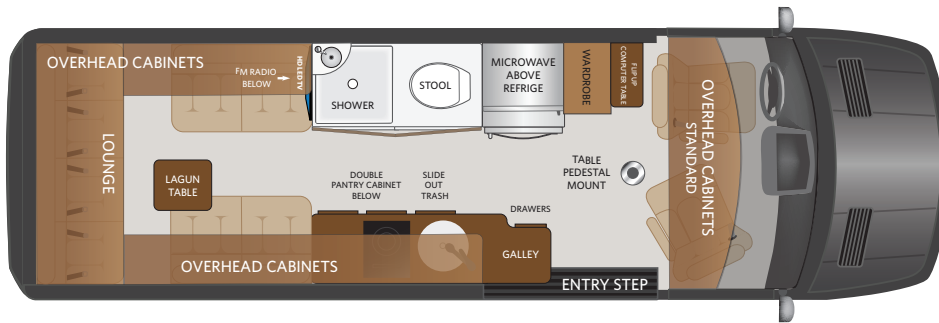 OVERHEAD CABINETS
FM RADIO
BELOW
HD LED TV
SHOWER
STOOL
MICROWAVE
ABOVE
REFRIGE
WARDROBE
FLIP UP
COMPUTER TABLE
OVERHEAD CABINETS
STANDARD
LOUNGE
LAGUN
TABLE
DOUBLE
PANTRY CABINET
BELOW
SLIDE
OUT
TRASH
TABLE
PEDESTAL
MOUNT
DRAWERS
GALLEY
OVERHEAD CABINETS
ENTRY STEP